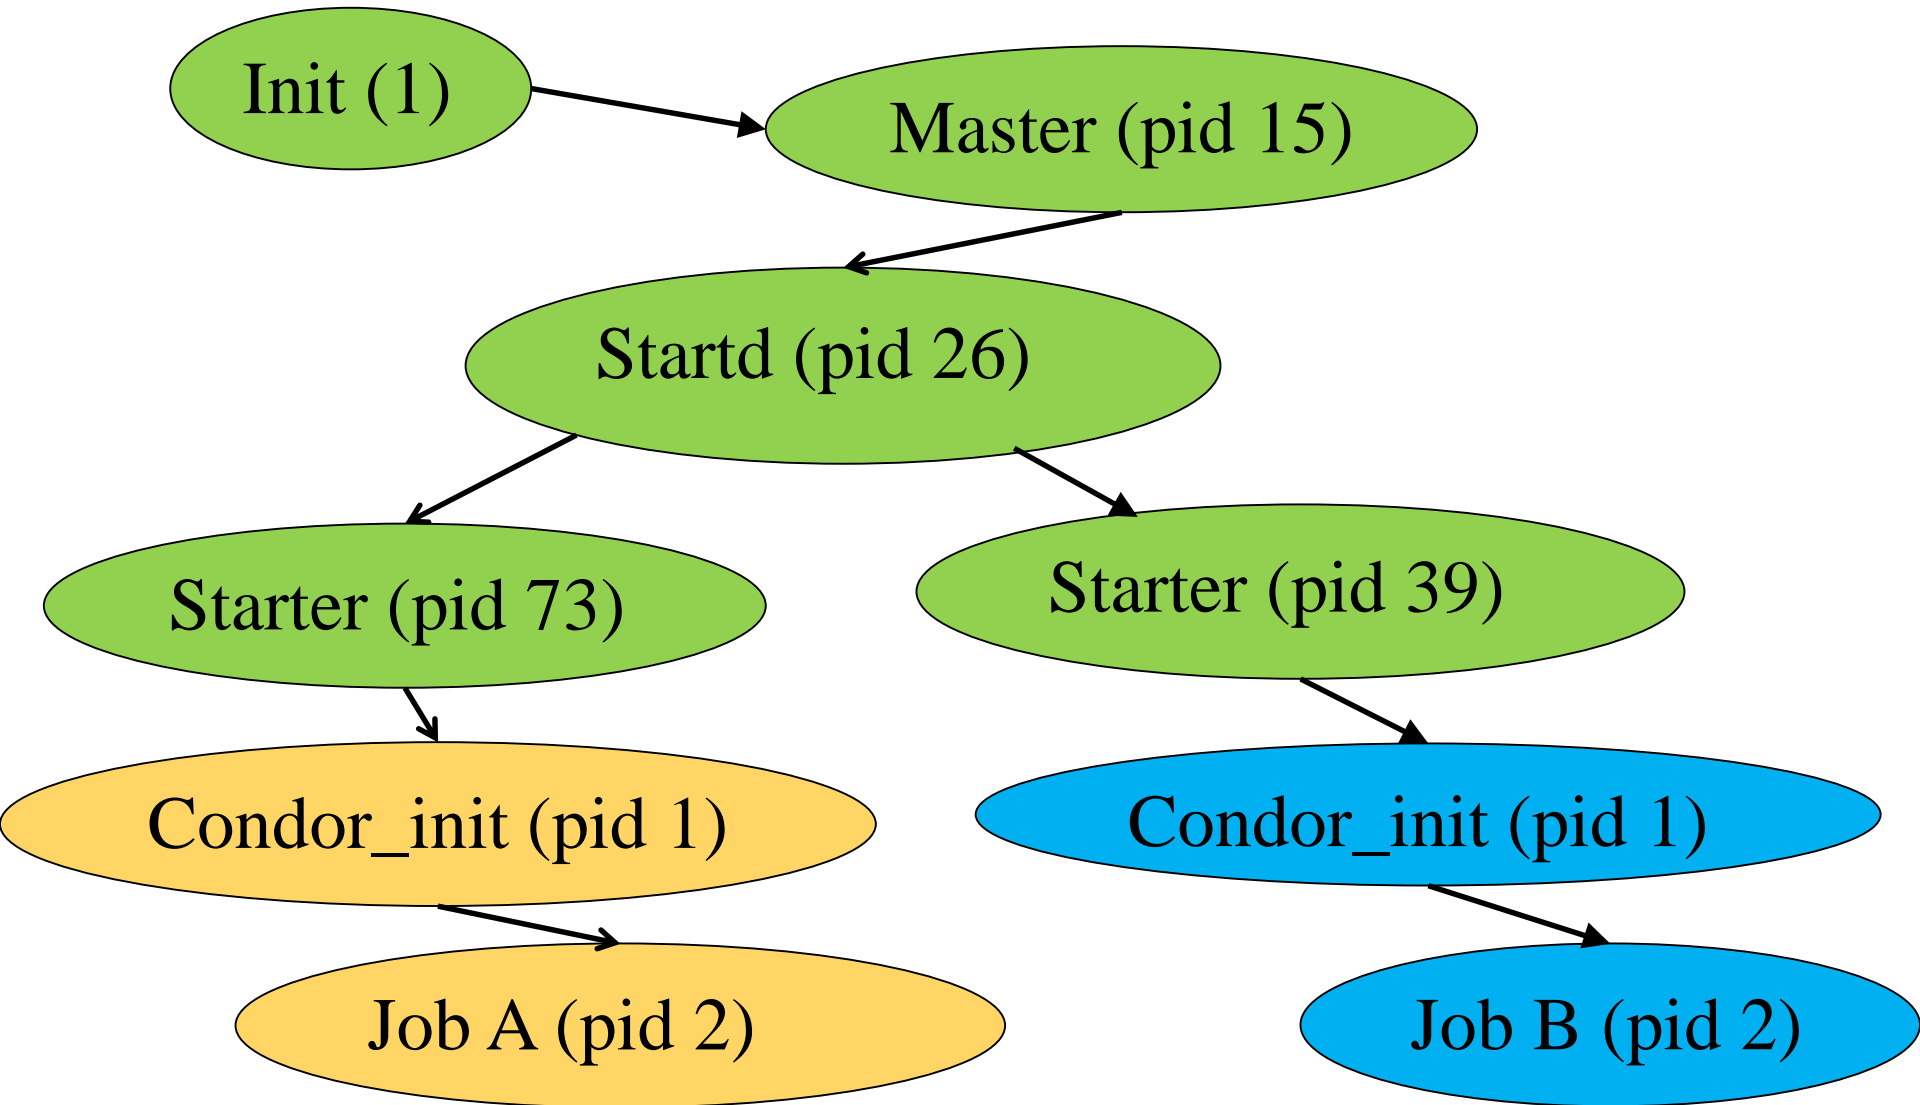 Init (1)
Master (pid 15)
Startd (pid 26)
Starter (pid 73)
Starter (pid 39)
Condor_init (pid 1)
Condor_init (pid 1)
Job A (pid 2)
Job B (pid 2)